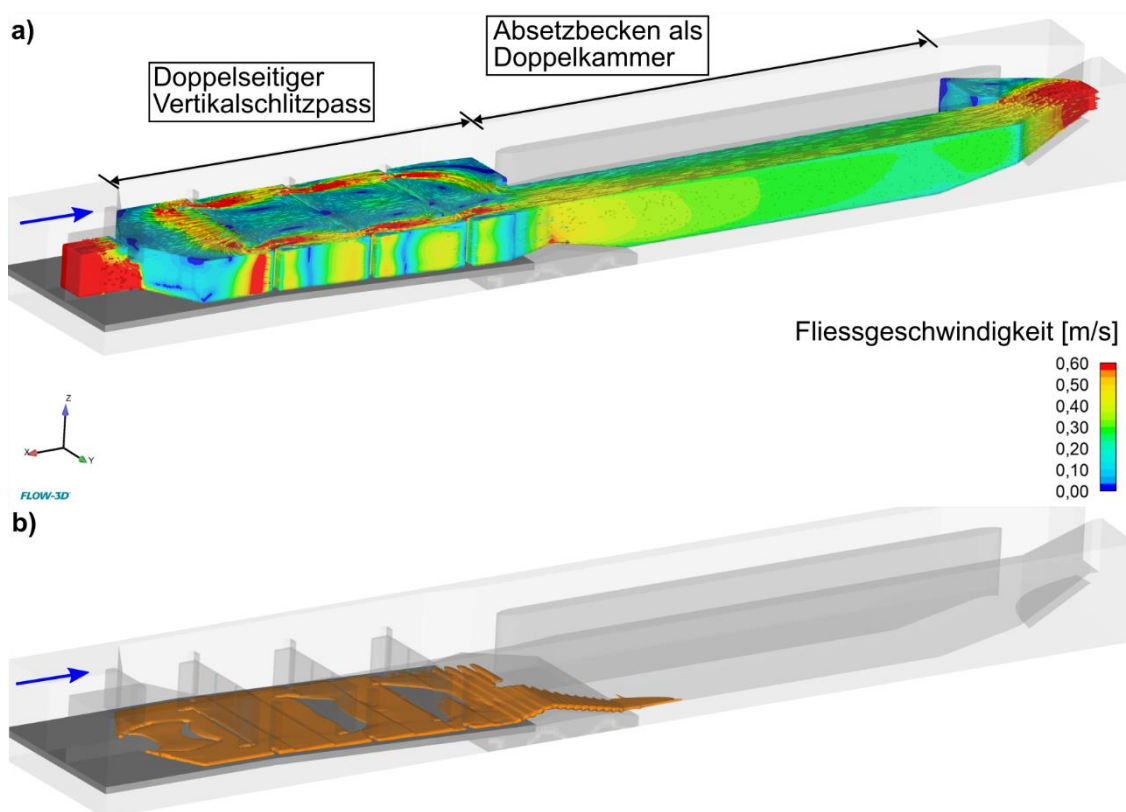 a)
Doppelseitiger
Vertikalschlitzpass
Absetzbecken als
Doppelkammer
Fliessgeschwindigkeit [m/s]
0,60
0,50
0,40
0,30
0,20
0,10
0,00
Z
X
Y
FLOW-3D
b)